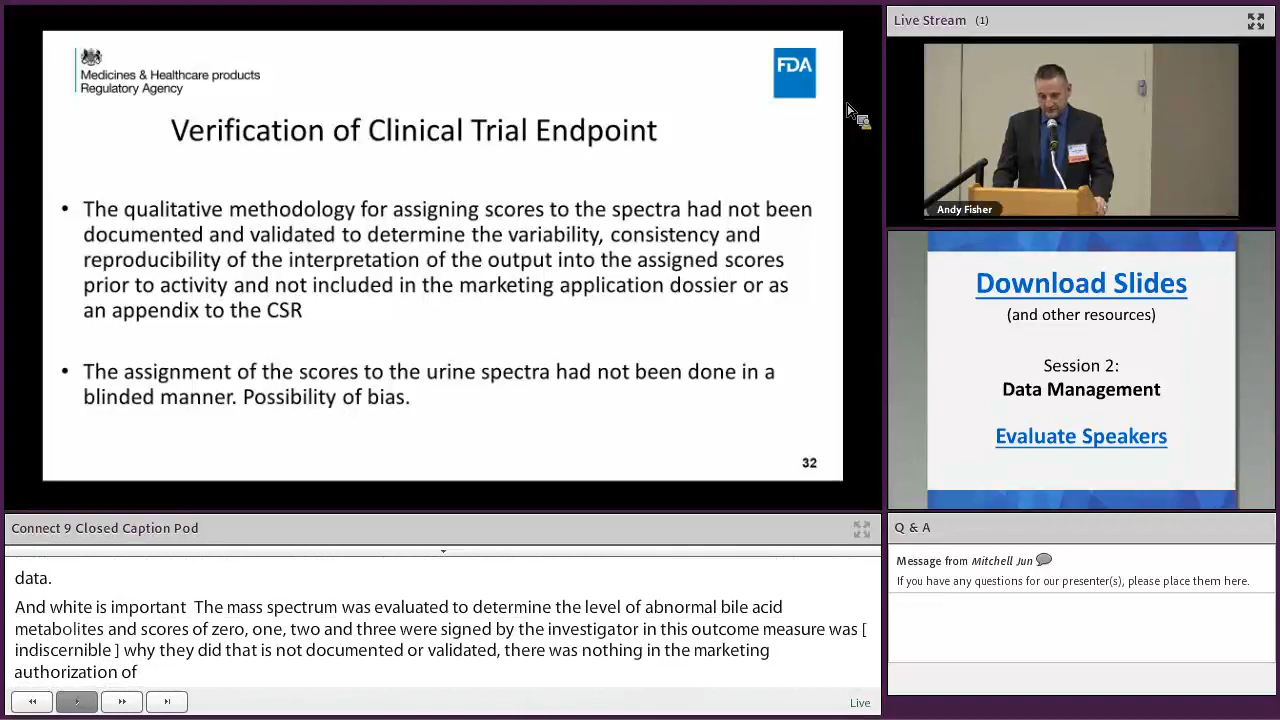 Medicines & Healthcare products
Regulatory Agency
FDA
Verification of Clinical Trial Endpoint
• The qualitative methodology for assigning scores to the spectra had not been
documented and validated to determine the variability, consistency and
reproducibility of the interpretation of the output into the assigned scores
prior to activity and not included in the marketing application dossier or as
an appendix to the CSR
• The assignment of the scores to the urine spectra had not been done in a
blinded manner. Possibility of bias.
32
Live Stream (1)
Andy Fisher
Download Slides
(and other resources)
Session 2:
Data Management
Evaluate Speakers
Connect 9 Closed Caption Pod
data.
And white is important The mass spectrum was evaluated to determine the level of abnormal bile acid
metabolites and scores of zero, one, two and three were signed by the investigator in this outcome measure was [
indiscernible ] why they did that is not documented or validated, there was nothing in the marketing
authorization of
Live
Q & A
Message from Mitchell Jun
If you have any questions for our presenter(s), please place them here.